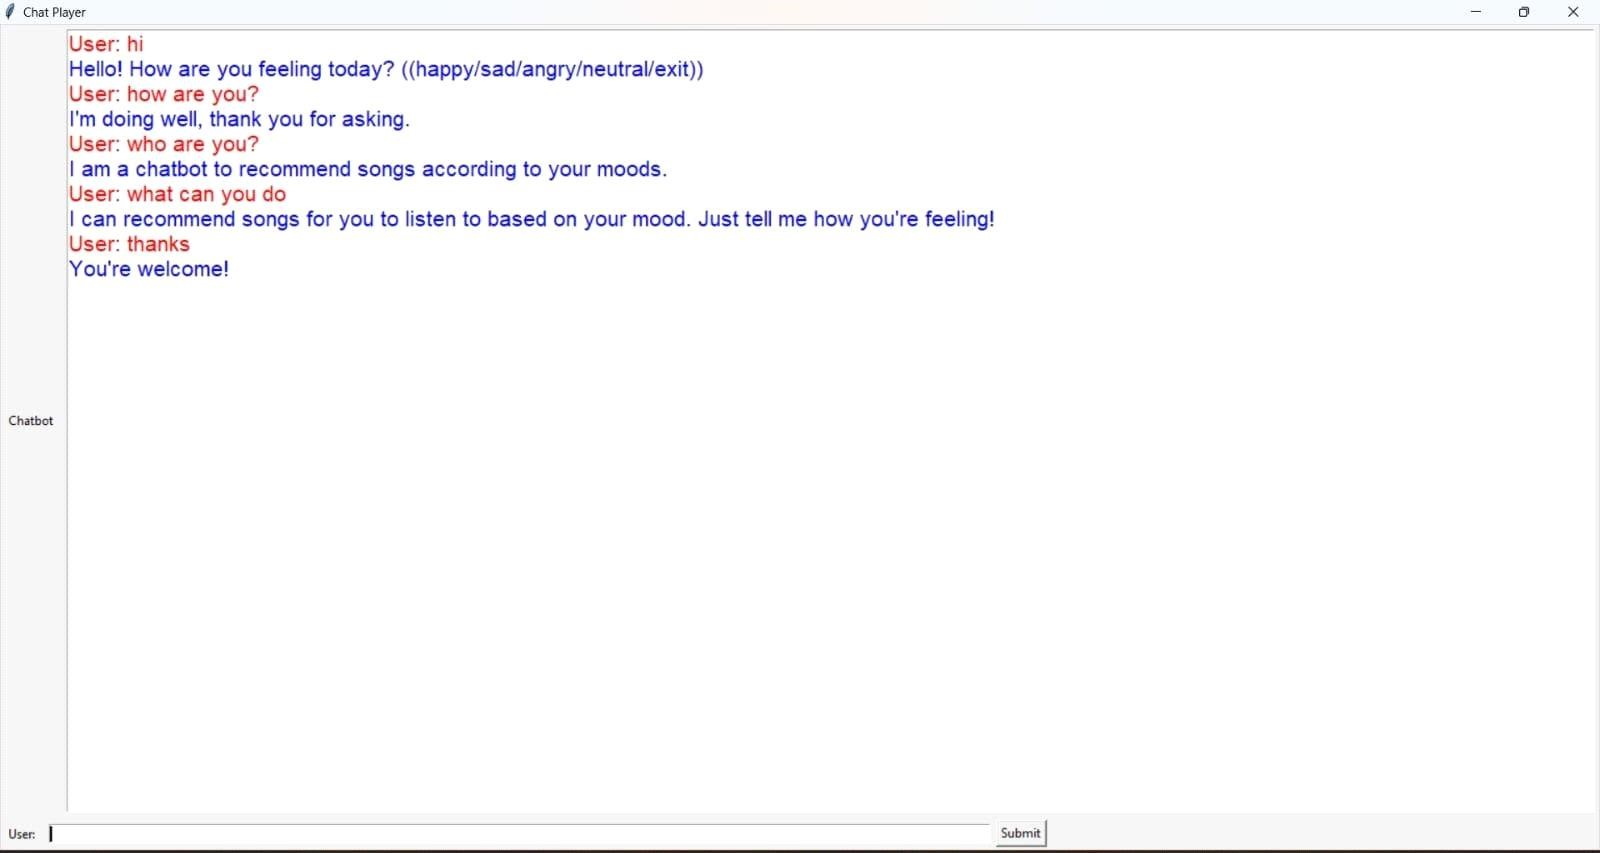 Chat Player
User: hi
Hello! How are you feeling today? ((happy/sad/angry/neutral/exit))
User: how are you?
I'm doing well, thank you for asking.
User: who are you?
I am a chatbot to recommend songs according to your moods.
User: what can you do
I can recommend songs for you to listen to based on your mood. Just tell me how you're feeling!
User: thanks
You're welcome!
Chatbot
User:
Submit